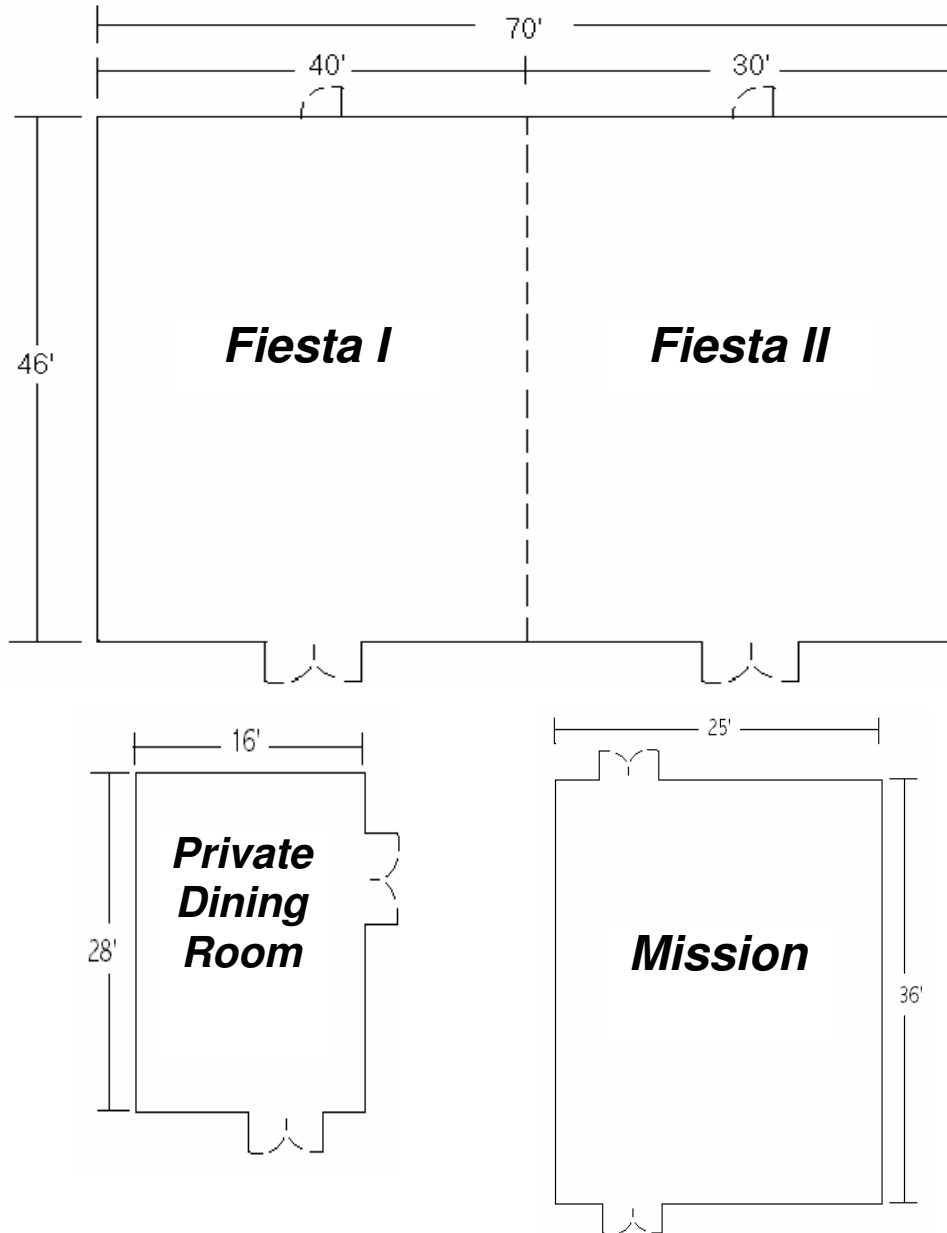 70'
40'
30'
46'
Fiesta I
Fiesta II
16'
25'
Private
Dining
Room
28'
Mission
36'